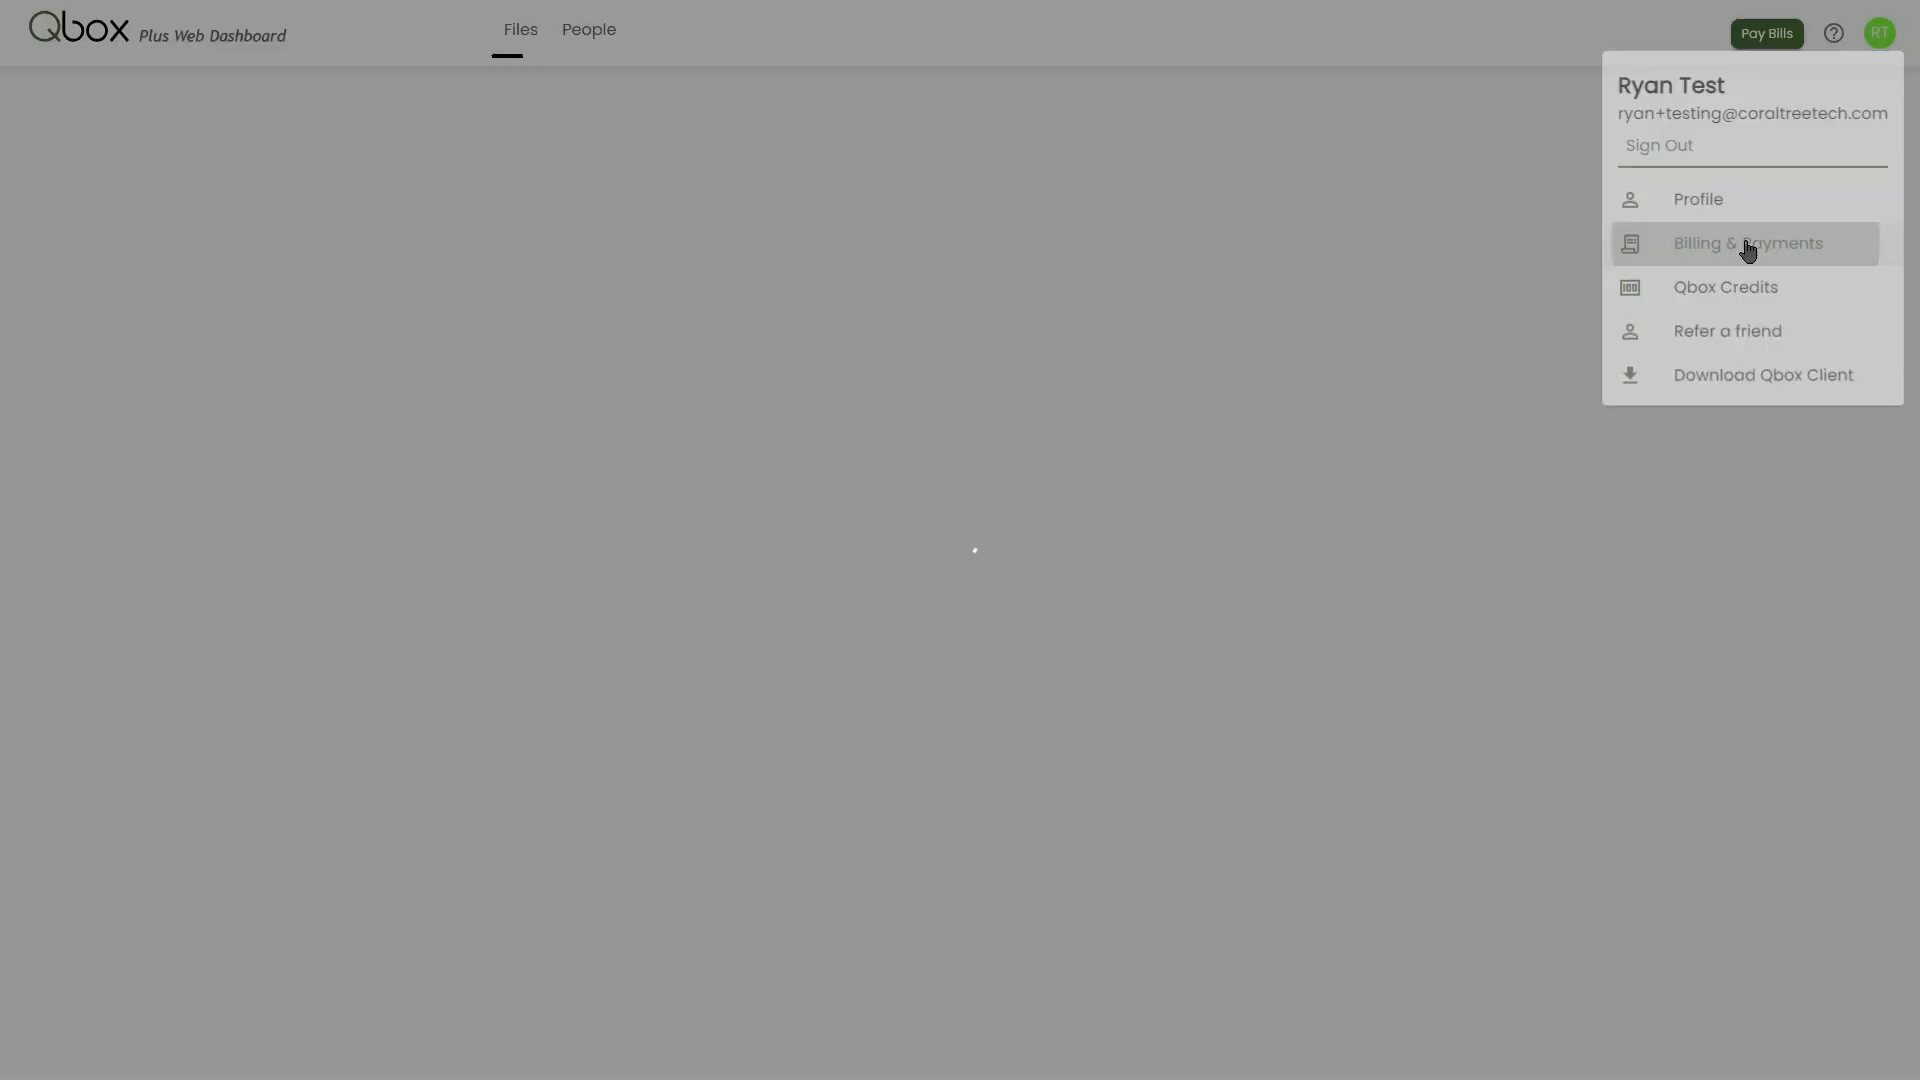 Qbox Plus Web Dashboard
Files People
Pay Bills
RT
Ryan Test
ryan+testing@coraltreetech.com
Sign Out
Profile
Billing & Payments
Qbox Credits
Refer a friend
Download Qbox Client